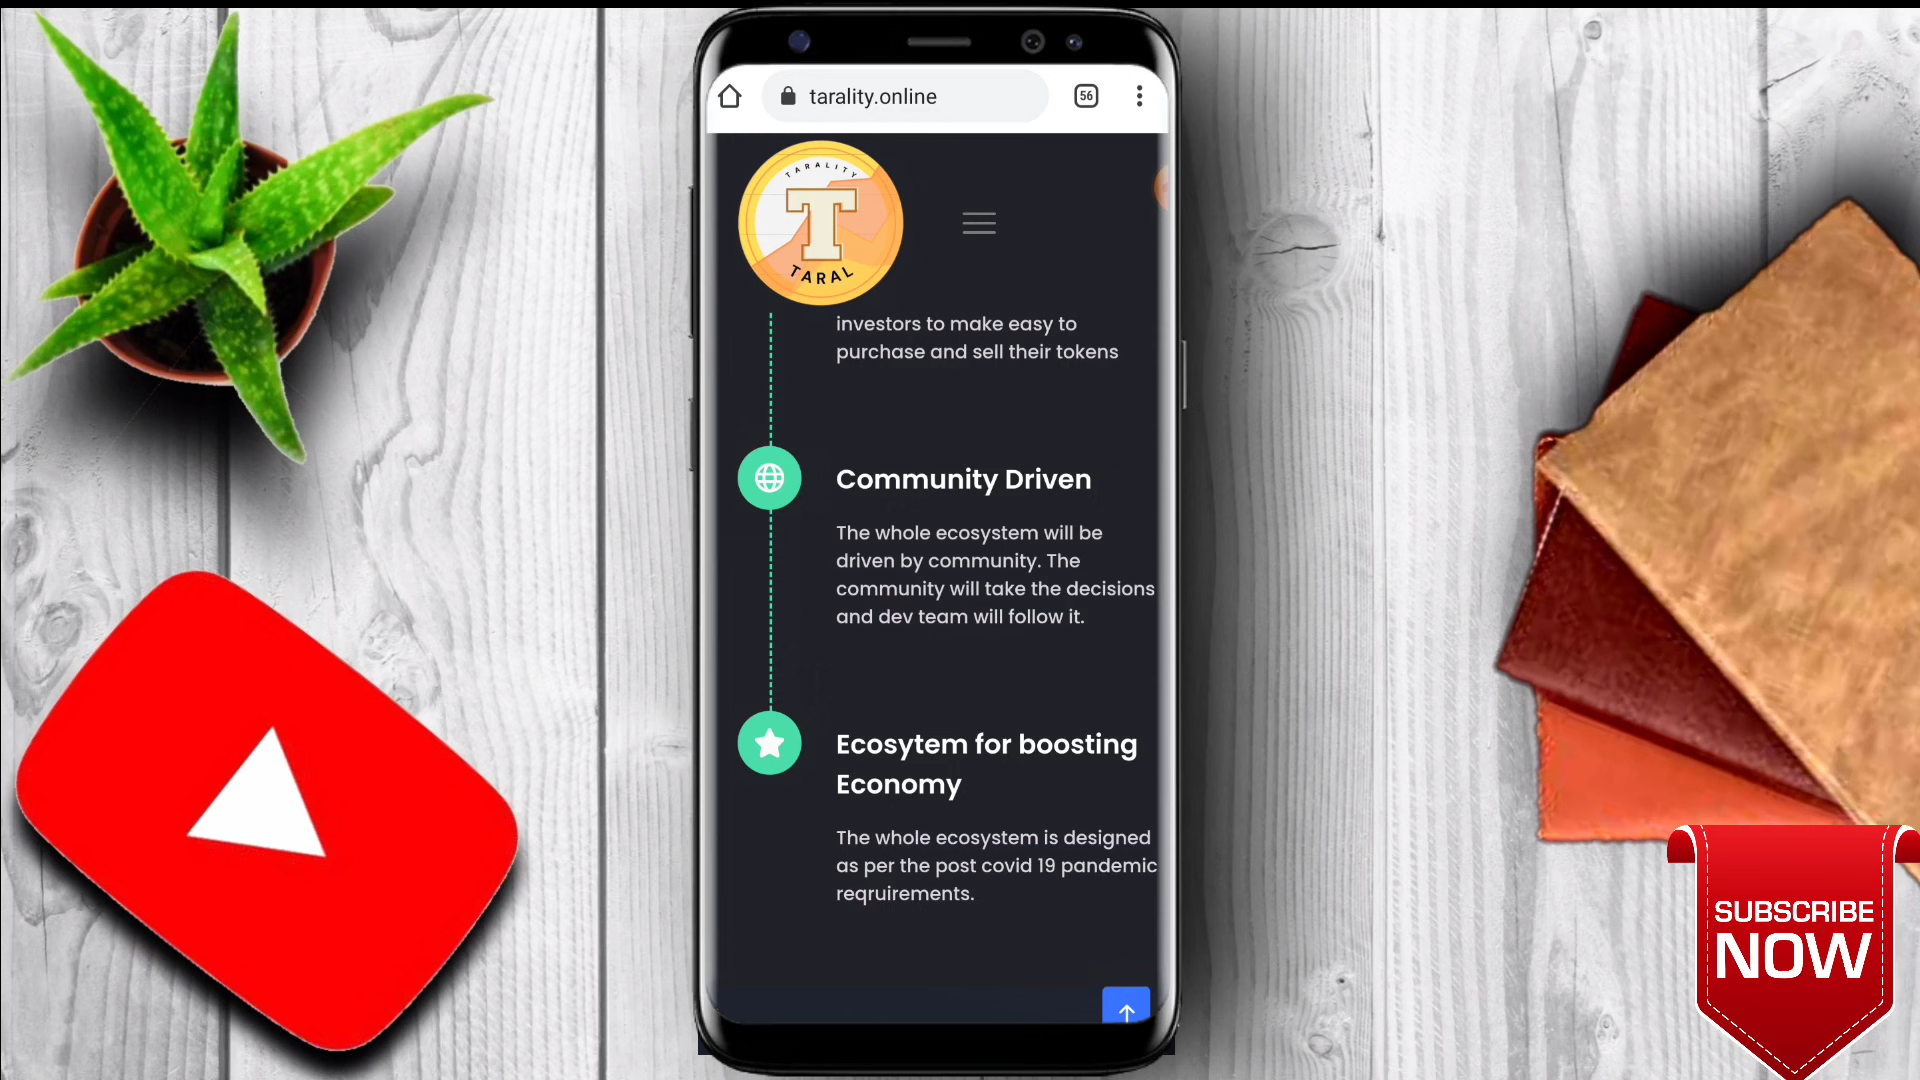 tarality.online
56
TARALITY
T
TARAL
investors to make easy to
purchase and sell their tokens
Community Driven
The whole ecosystem will be
driven by community. The
community will take the decisions
and dev team will follow it.
Ecosytem for boosting
Economy
The whole ecosystem is designed
as per the post covid 19 pandemic
reqruirements.
SUBSCRIBE
NOW